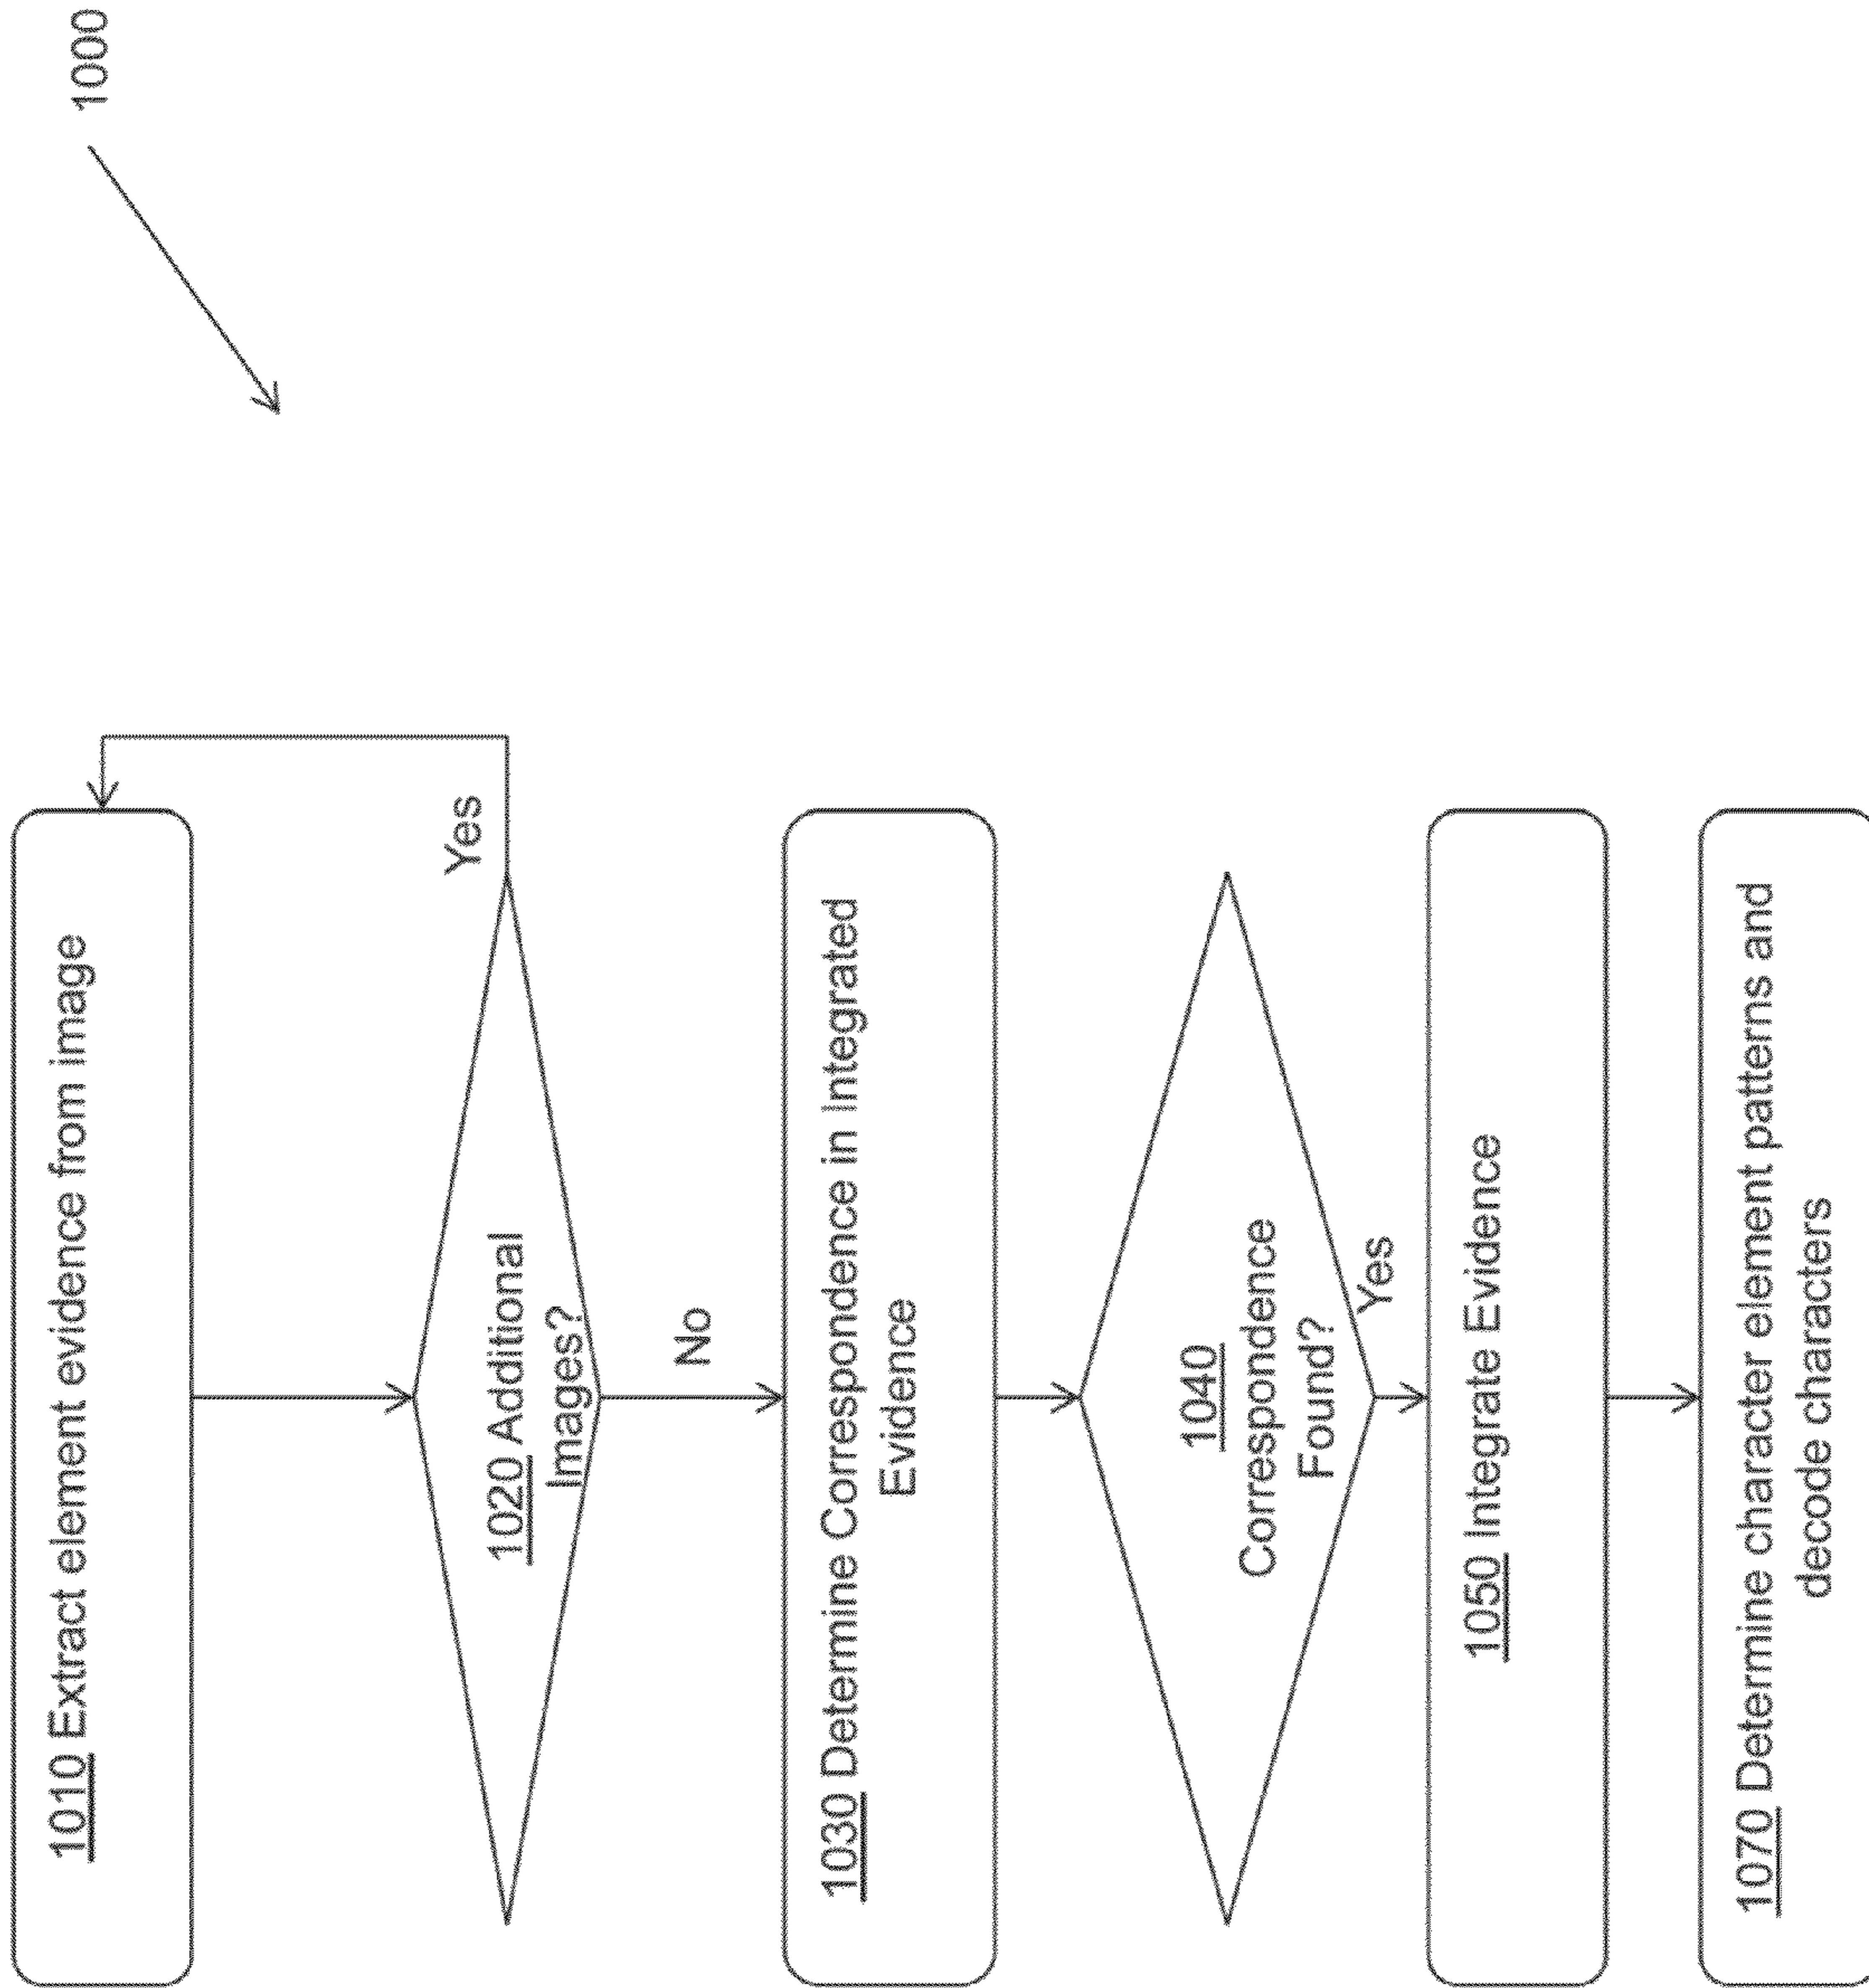 1000
1010 Extract element evidence from image
1020 Additional
Images?
Yes
No
1030 Determine Correspondence in Integrated
Evidence
1040
Correspondence
Found?
Yes
1050 Integrate Evidence
1070 Determine character element patterns and
decode characters